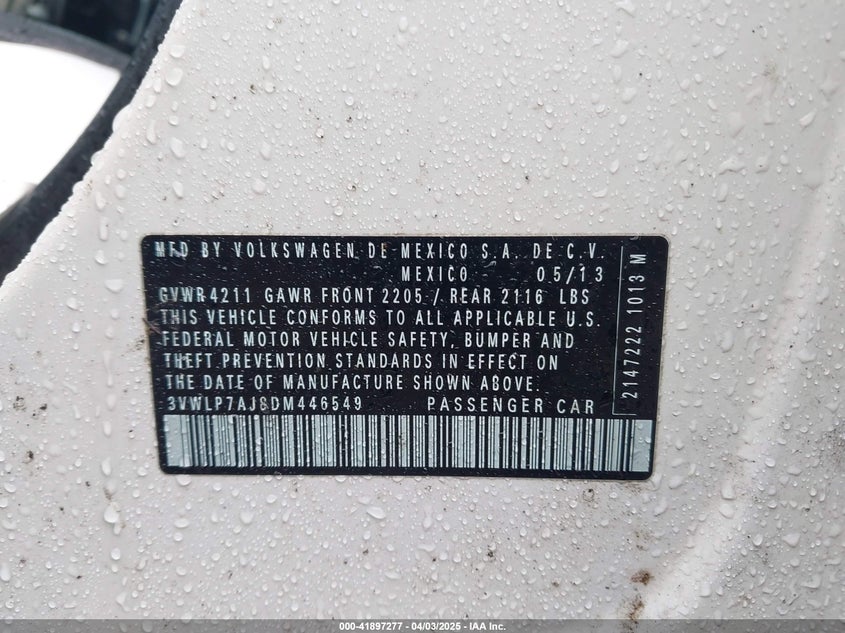 MFD BY VOLKSWAGEN DE MEXICO S.A. DE C.V.
MEXICO 05/13
GVWR 4211 GAWR FRONT 2205 / REAR 2116 LBS
THIS VEHICLE CONFORMS TO ALL APPLICABLE U.S.
FEDERAL MOTOR VEHICLE SAFETY, BUMPER AND
THEFT PREVENTION STANDARDS IN EFFECT ON
THE DATE OF MANUFACTURE SHOWN ABOVE.
3VWLP7AJ8DM446549 PASSENGER CAR
2147222 1013 M
000-41897277 - 04/03/2025 - IAA Inc.